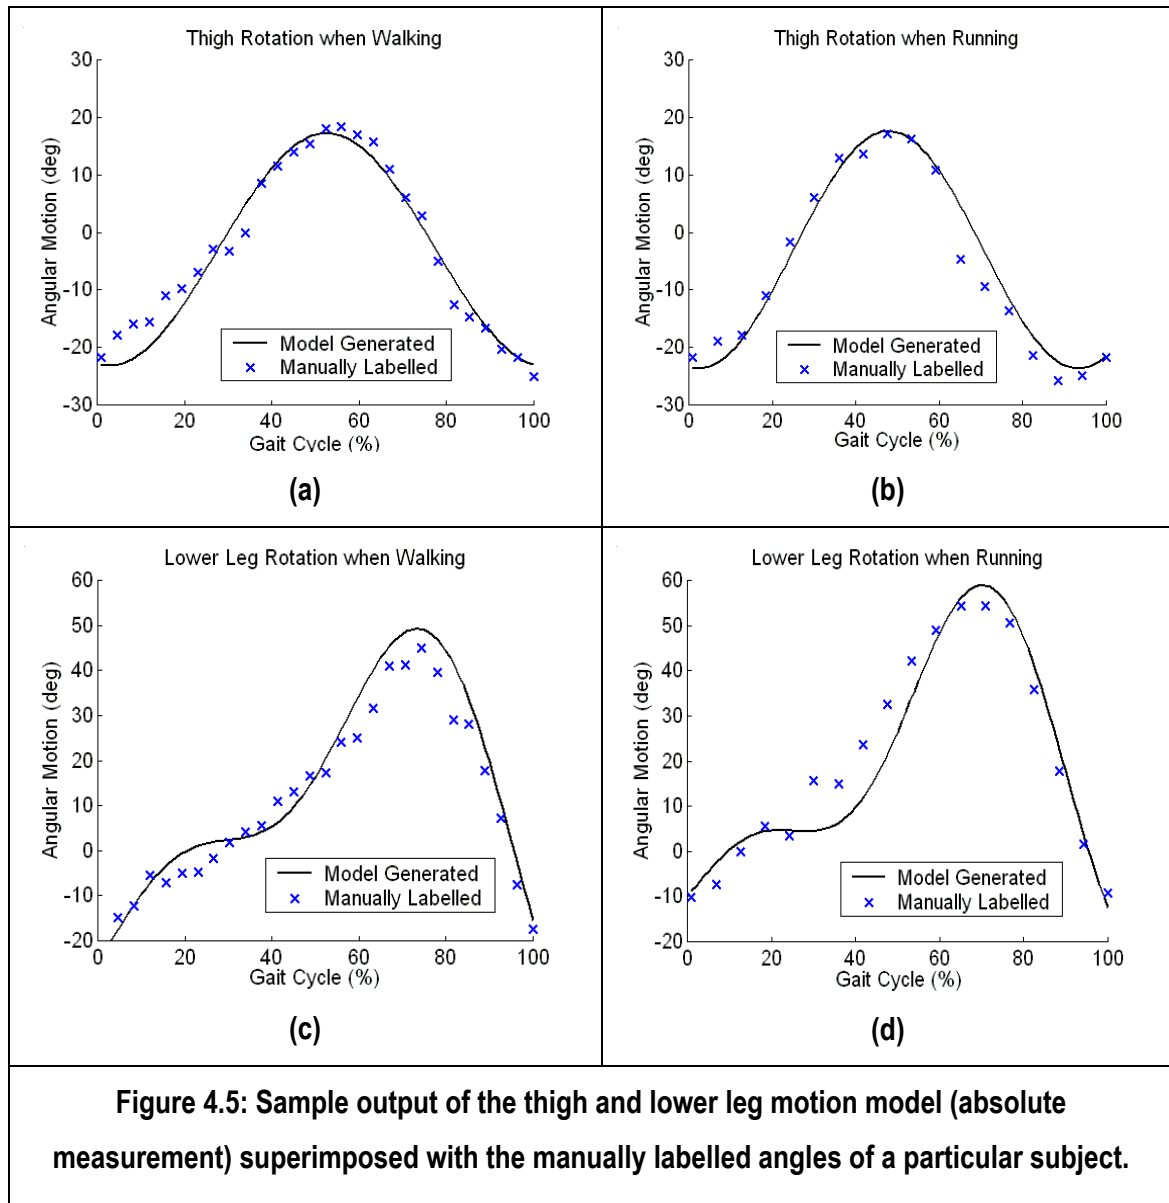 Thigh Rotation when Walking
30
20
10
0
-10
-20
-30
Angular Motion (deg)
Model Generated
Manually Labelled
0 20 40 60 80 100
Gait Cycle (%)
(a)
Thigh Rotation when Running
30
20
10
0
-10
-20
-30
Angular Motion (deg)
Model Generated
Manually Labelled
0 20 40 60 80 100
Gait Cycle (%)
(b)
Lower Leg Rotation when Walking
60
50
40
30
20
10
0
-10
-20
Angular Motion (deg)
Model Generated
Manually Labelled
0 20 40 60 80 100
Gait Cycle (%)
(c)
Lower Leg Rotation when Running
60
50
40
30
20
10
0
-10
-20
Angular Motion (deg)
Model Generated
Manually Labelled
0 20 40 60 80 100
Gait Cycle (%)
(d)
Figure 4.5: Sample output of the thigh and lower leg motion model (absolute
measurement) superimposed with the manually labelled angles of a particular subject.